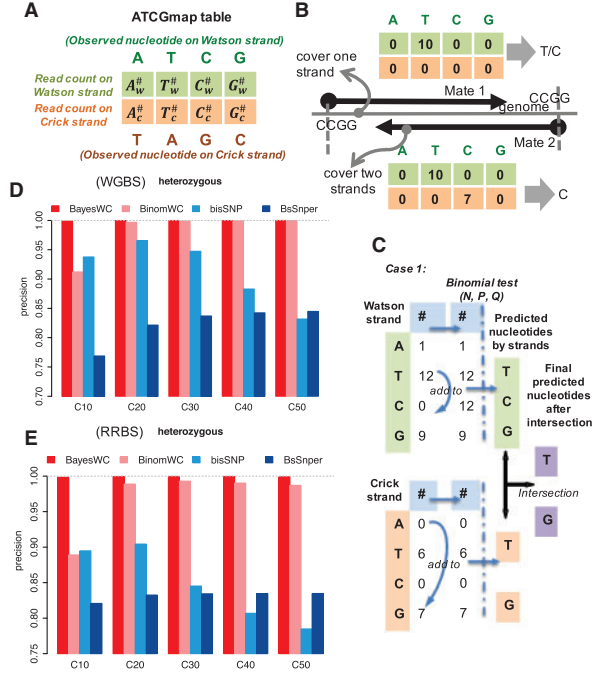 A
ATCGmap table
(Observed nucleotide on Watson strand)
A T C G
Read count on
Watson strand
A#w T#w C#w G#w
Read count on
Crick strand
A#c T#c C#c G#c
T A G C
(Observed nucleotide on Crick strand)
B
A T C G
0 10 0 0
0 0 0 0
T/C
cover one
strand
Mate 1
CCGG
genome
CCGG
Mate 2
cover two
strands
A T C G
0 10 0 0
0 0 7 0
C
D
(WGBS) heterozygous
BayesWC BinomWC bisSNP BsSnper
precision
1.00
0.95
0.90
0.85
0.80
0.75
0.70
C10 C20 C30 C40 C50
E
(RRBS) heterozygous
BayesWC BinomWC bisSNP BsSnper
precision
1.00
0.95
0.90
0.85
0.80
0.75
C10 C20 C30 C40 C50
C
Case 1:
Binomial test
(N, P, Q)
Watson
strand
# #
A 1 1
T 12 12
add to
C 0 12
G 9 9
Predicted
nucleotides
by strands
T
C
G
Final
predicted
nucleotides
after
intersection
T
Intersection
G
Crick
strand
# #
A 0 0
T 6 6
add to
C 0 0
G 7 7
T
G